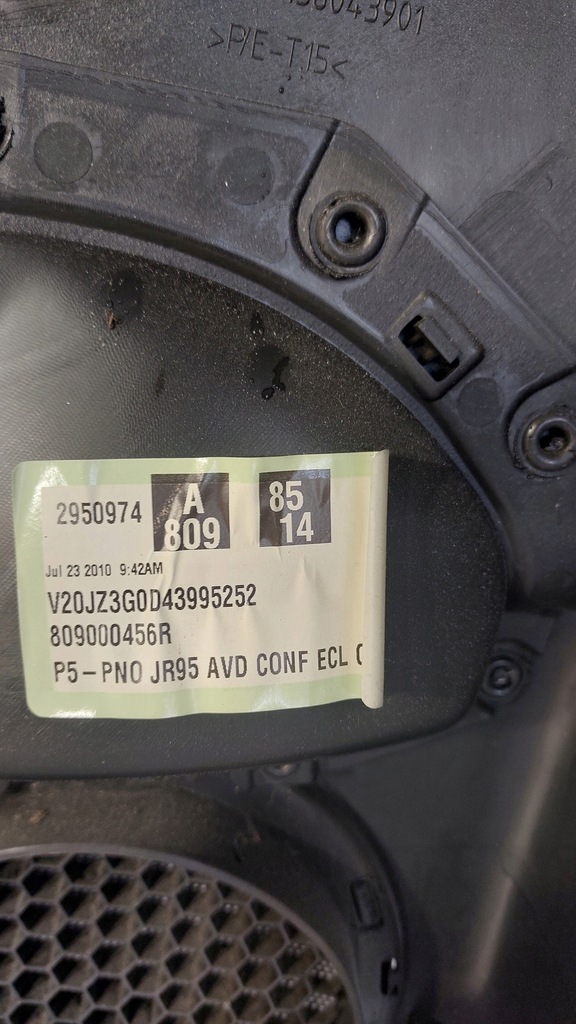 >P/E-T15<
2950974
A
809
85
14
Jul 23 2010 9:42AM
V20JZ3G0D43995252
809000456R
P5-PNO JR95 AVD CONF ECL